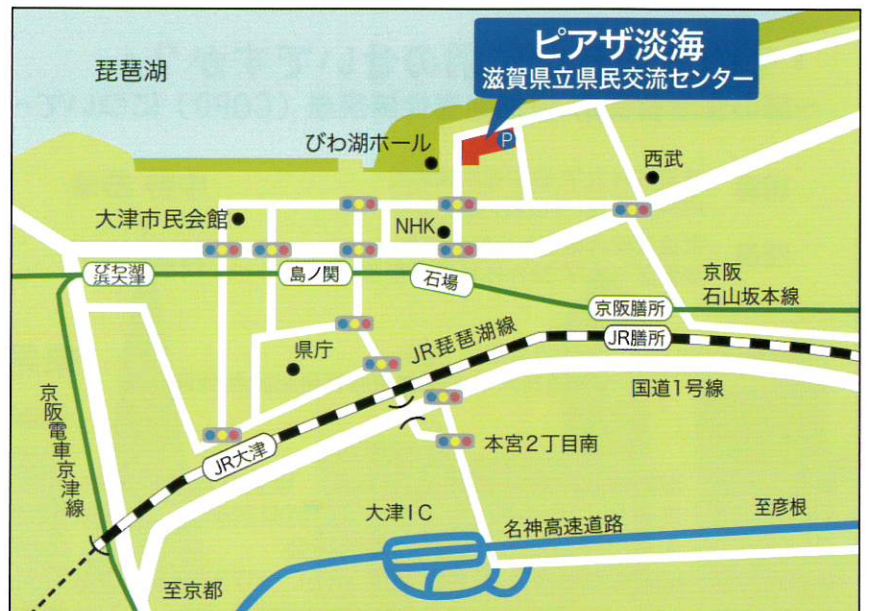 ピアザ淡海
滋賀県立県民交流センター
琵琶湖
P
びわ湖ホール
西武
大津市民会館
NHK
びわ湖
浜大津
島ノ関
石場
京阪
石山坂本線
京阪膳所
JR琵琶湖線
JR膳所
県庁
国道1号線
京阪電車京津線
JR大津
本宮2丁目南
大津IC
名神高速道路
至彦根
至京都